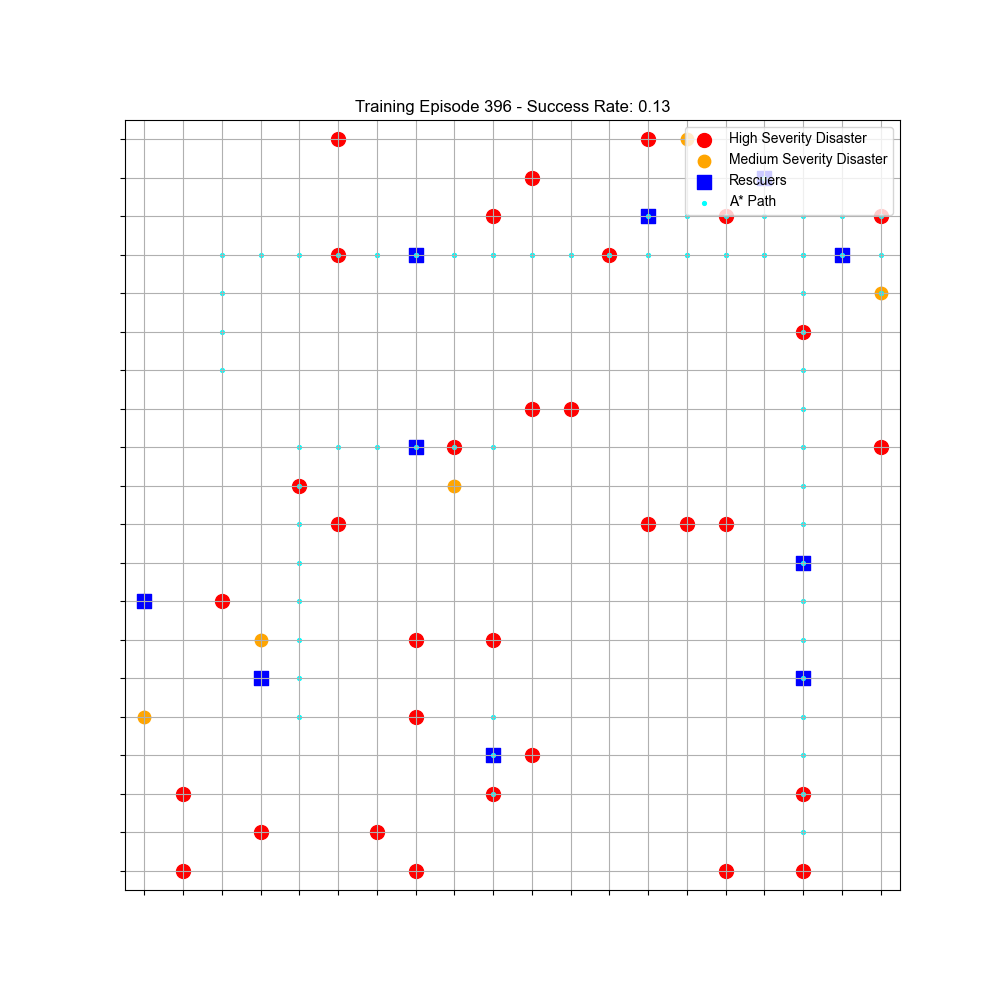 Training Episode 396 - Success Rate: 0.13
High Severity Disaster
Medium Severity Disaster
Rescuers
A* Path